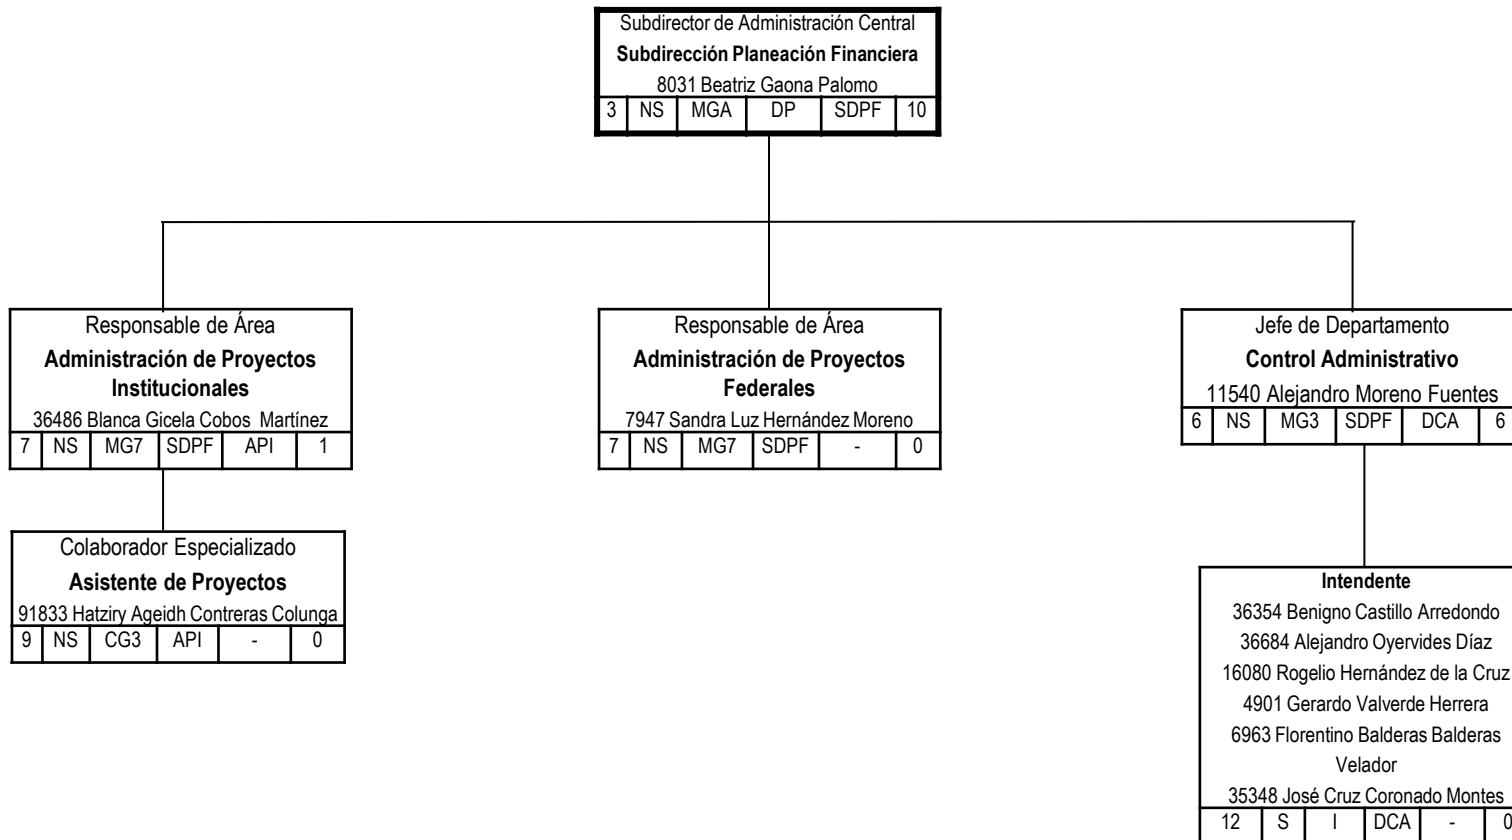 Subdirector de Administración Central
Subdirección Planeación Financiera
8031 Beatriz Gaona Palomo
3 NS MGA DP SDPF 10
Responsable de Área
Administración de Proyectos
Institucionales
36486 Blanca Gicela Cobos Martínez
7 NS MG7 SDPF API 1
Responsable de Área
Administración de Proyectos
Federales
7947 Sandra Luz Hernández Moreno
7 NS MG7 SDPF - 0
Jefe de Departamento
Control Administrativo
11540 Alejandro Moreno Fuentes
6 NS MG3 SDPF DCA 6
Colaborador Especializado
Asistente de Proyectos
91833 Hatziry Ageidh Contreras Colunga
9 NS CG3 API - 0
Intendente
36354 Benigno Castillo Arredondo
36684 Alejandro Oyervides Díaz
16080 Rogelio Hernández de la Cruz
4901 Gerardo Valverde Herrera
6963 Florentino Balderas Balderas
Velador
35348 José Cruz Coronado Montes
12 S I DCA - 0